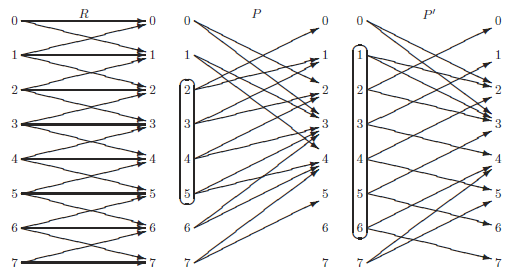 R P P′
0 0 0 0 0 0
1 1 1 1 1 1
2 2 2 2 2 2
3 3 3 3 3 3
4 4 4 4 4 4
5 5 5 5 5 5
6 6 6 6 6 6
7 7 7 7 7 7